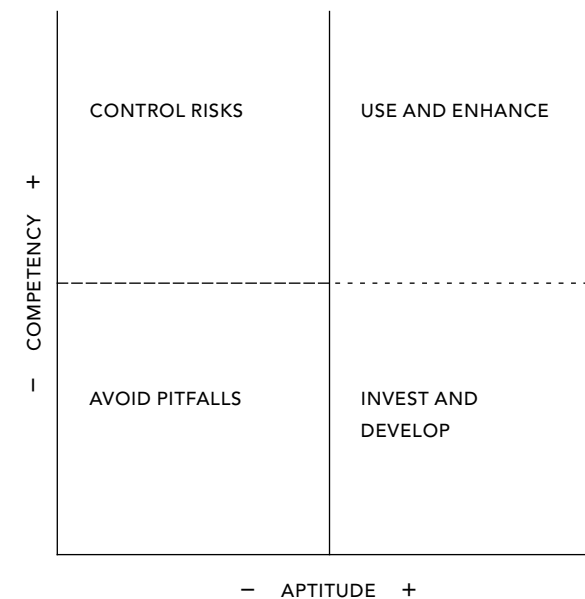 CONTROL RISKS
USE AND ENHANCE
− COMPETENCY +
AVOID PITFALLS
INVEST AND
DEVELOP
− APTITUDE +